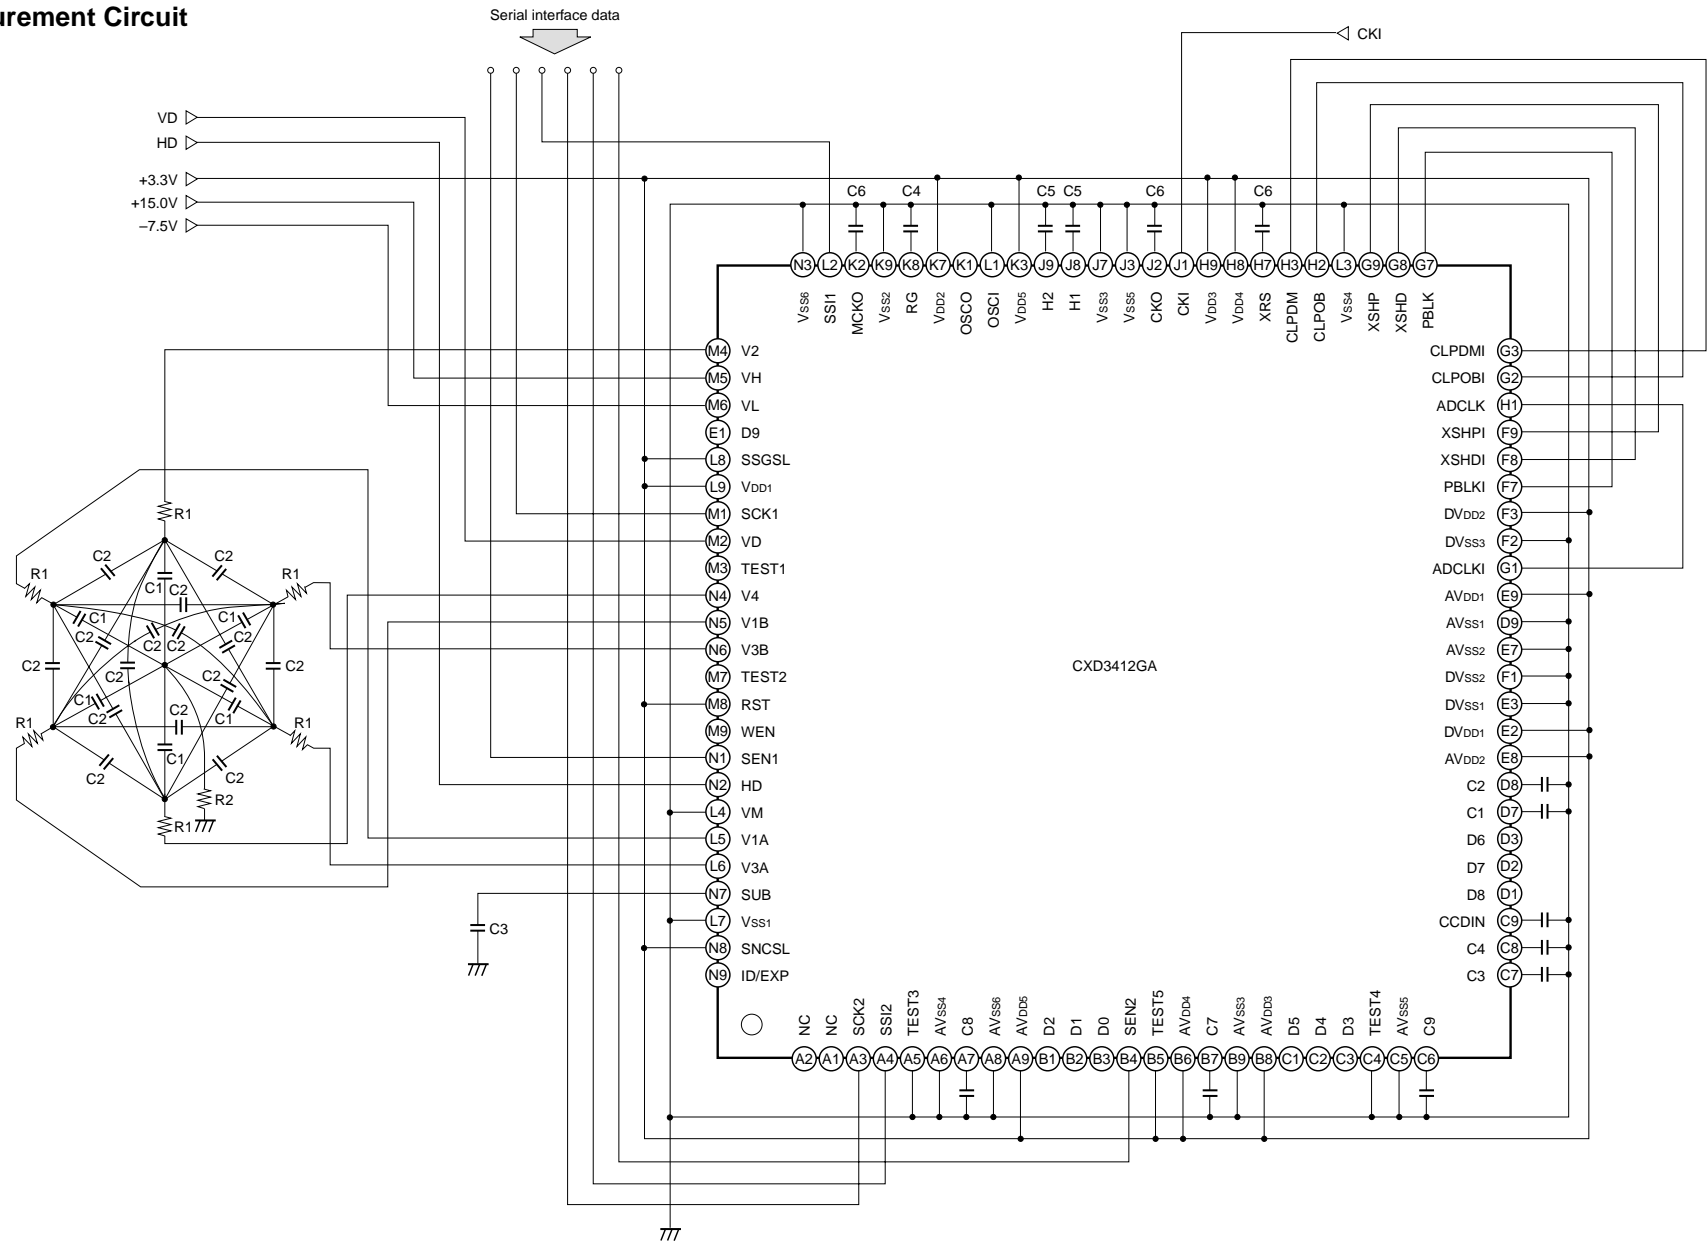 urement Circuit
Serial interface data
CKI
VD
HD
+3.3V
+15.0V
–7.5V
C6 C4 C5 C5 C6 C6
N3 L2 K2 K9 K8 K7 K1 L1 K3 J9 J8 J7 J3 J2 J1 H9 H8 H7 H3 H2 L3 G9 G8 G7
VSS6 SSI1 MCKO VSS2 RG VDD2 OSCO OSCI VDD5 H2 H1 VSS3 VSS5 CKO CKI VDD3 VDD4 XRS CLPDM CLPOB VSS4 XSHP XSHD PBLK
M4 V2
M5 VH
M6 VL
E1 D9
L8 SSGSL
L9 VDD1
M1 SCK1
M2 VD
M3 TEST1
N4 V4
N5 V1B
N6 V3B
M7 TEST2
M8 RST
M9 WEN
N1 SEN1
N2 HD
L4 VM
L5 V1A
L6 V3A
N7 SUB
L7 VSS1
N8 SNCSL
N9 ID/EXP
CXD3412GA
CLPDMI G3
CLPOBI G2
ADCLK H1
XSHPI F9
XSHDI F8
PBLKI F7
DVDD2 F3
DVSS3 F2
ADCLKI G1
AVDD1 E9
AVSS1 D9
AVSS2 E7
DVSS2 F1
DVSS1 E3
DVDD1 E2
AVDD2 E8
C2 D8
C1 D7
D6 D3
D7 D2
D8 D1
CCDIN C9
C4 C8
C3 C7
R1
C2 C2
R1 C1 C2 R1
C1 C1
C2 C2 C2 C2
C2 C2 C2
C2
C1 C2
R1 C2 C1 R1
C1
C2 C2
R2
R1
C3
NC NC SCK2 SSI2 TEST3 AVSS4 C8 AVSS6 AVDD5 D2 D1 D0 SEN2 TEST5 AVDD4 C7 AVSS3 AVDD3 D5 D4 D3 TEST4 AVSS5 C9
A2 A1 A3 A4 A5 A6 A7 A8 A9 B1 B2 B3 B4 B5 B6 B7 B9 B8 C1 C2 C3 C4 C5 C6